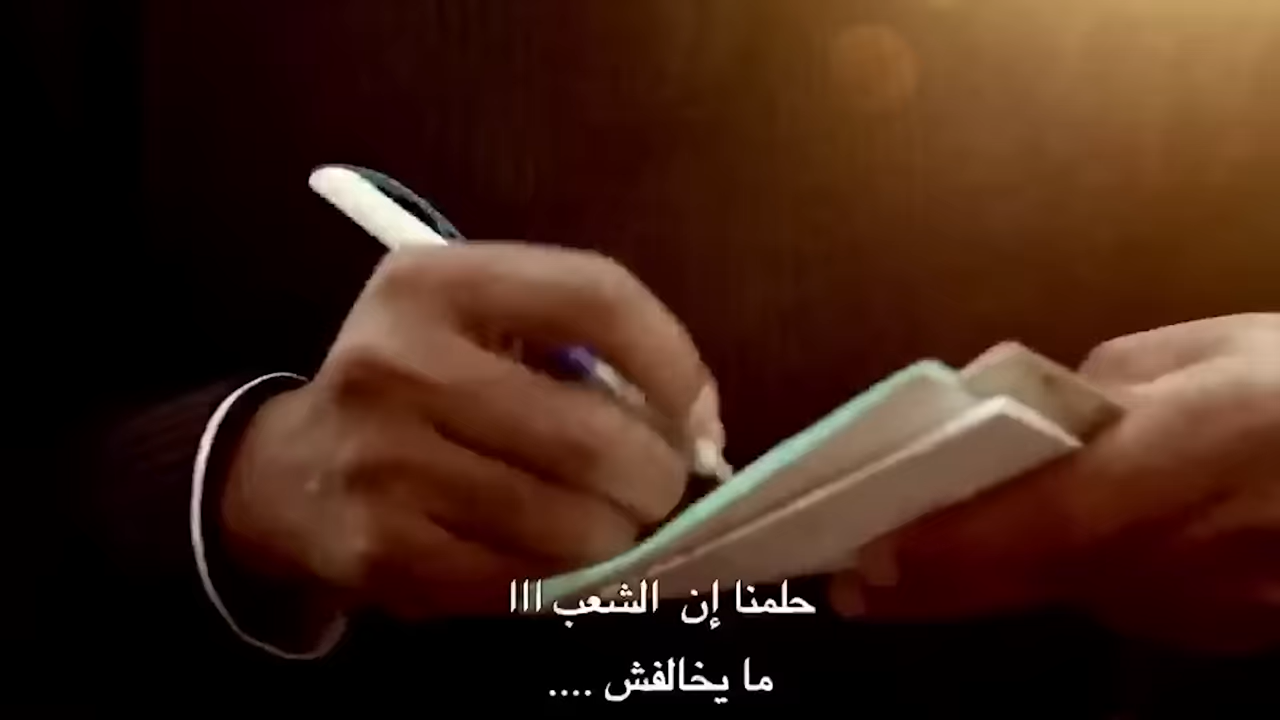 حلمنا إن الشعب ااا
ما يخالفش ....